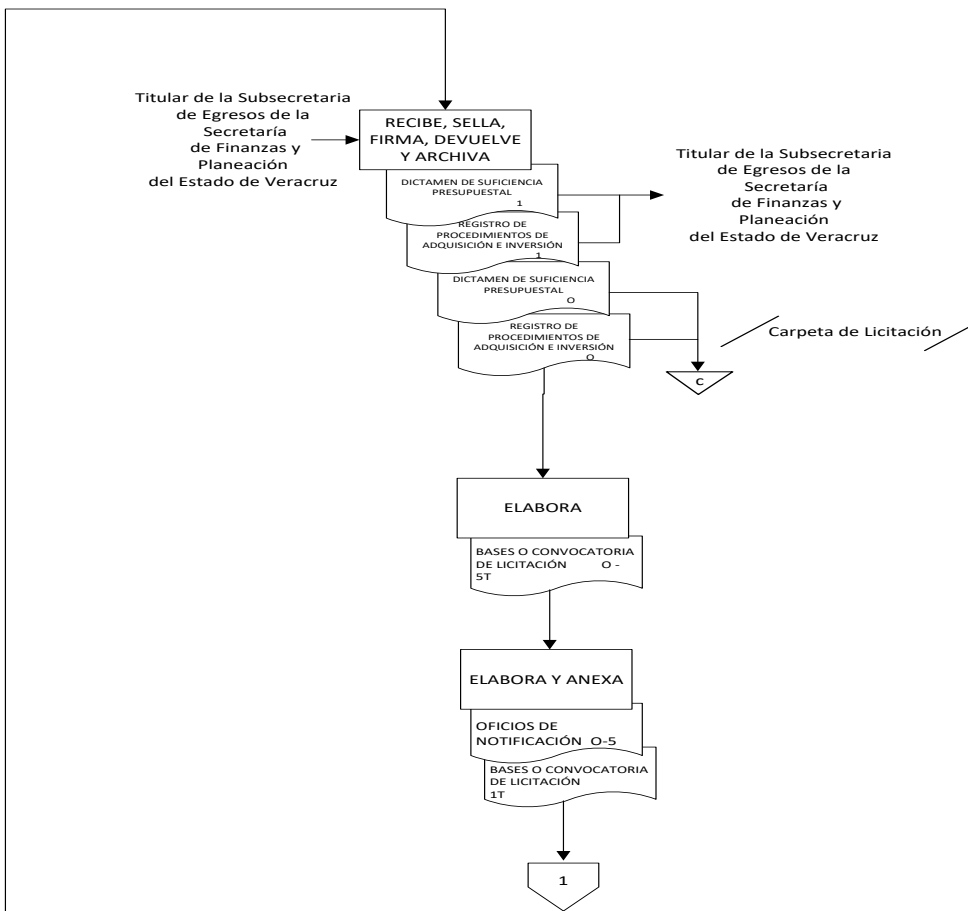 Titular de la Subsecretaria
de Egresos de la
Secretaría
de Finanzas y
Planeación
del Estado de Veracruz
RECIBE, SELLA,
FIRMA, DEVUELVE
Y ARCHIVA
Titular de la Subsecretaria
de Egresos de la
Secretaría
de Finanzas y
Planeación
del Estado de Veracruz
DICTAMEN DE SUFICIENCIA
PRESUPUESTAL
1
REGISTRO DE
PROCEDIMIENTOS DE
ADQUISICIÓN E INVERSIÓN
1
DICTAMEN DE SUFICIENCIA
PRESUPUESTAL
O
REGISTRO DE
PROCEDIMIENTOS DE
ADQUISICIÓN E INVERSIÓN
O
Carpeta de Licitación
C
ELABORA
BASES O CONVOCATORIA
DE LICITACIÓN O -
5T
ELABORA Y ANEXA
OFICIOS DE
NOTIFICACIÓN O-5
BASES O CONVOCATORIA
DE LICITACIÓN
1T
1